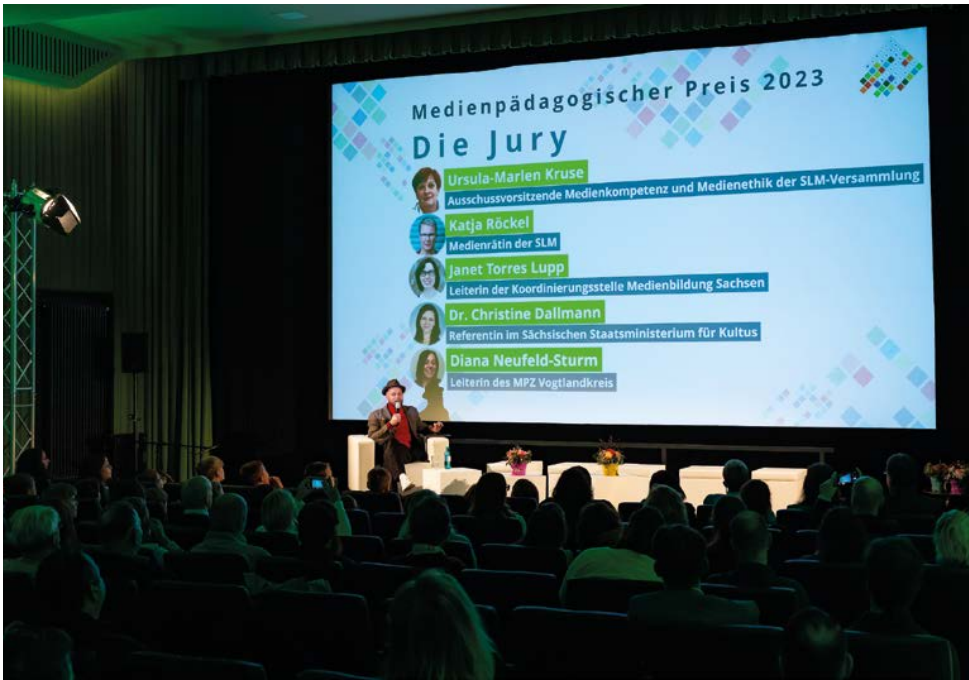 Medienpädagogischer Preis 2023
Die Jury
Ursula-Marlen Kruse
Ausschussvorsitzende Medienkompetenz und Medienethik der SLM-Versammlung
Katja Röckel
Medienrätin der SLM
Janet Torres Lupp
Leiterin der Koordinierungsstelle Medienbildung Sachsen
Dr. Christine Dallmann
Referentin im Sächsischen Staatsministerium für Kultus
Diana Neufeld-Sturm
Leiterin des MPZ Vogtlandkreis